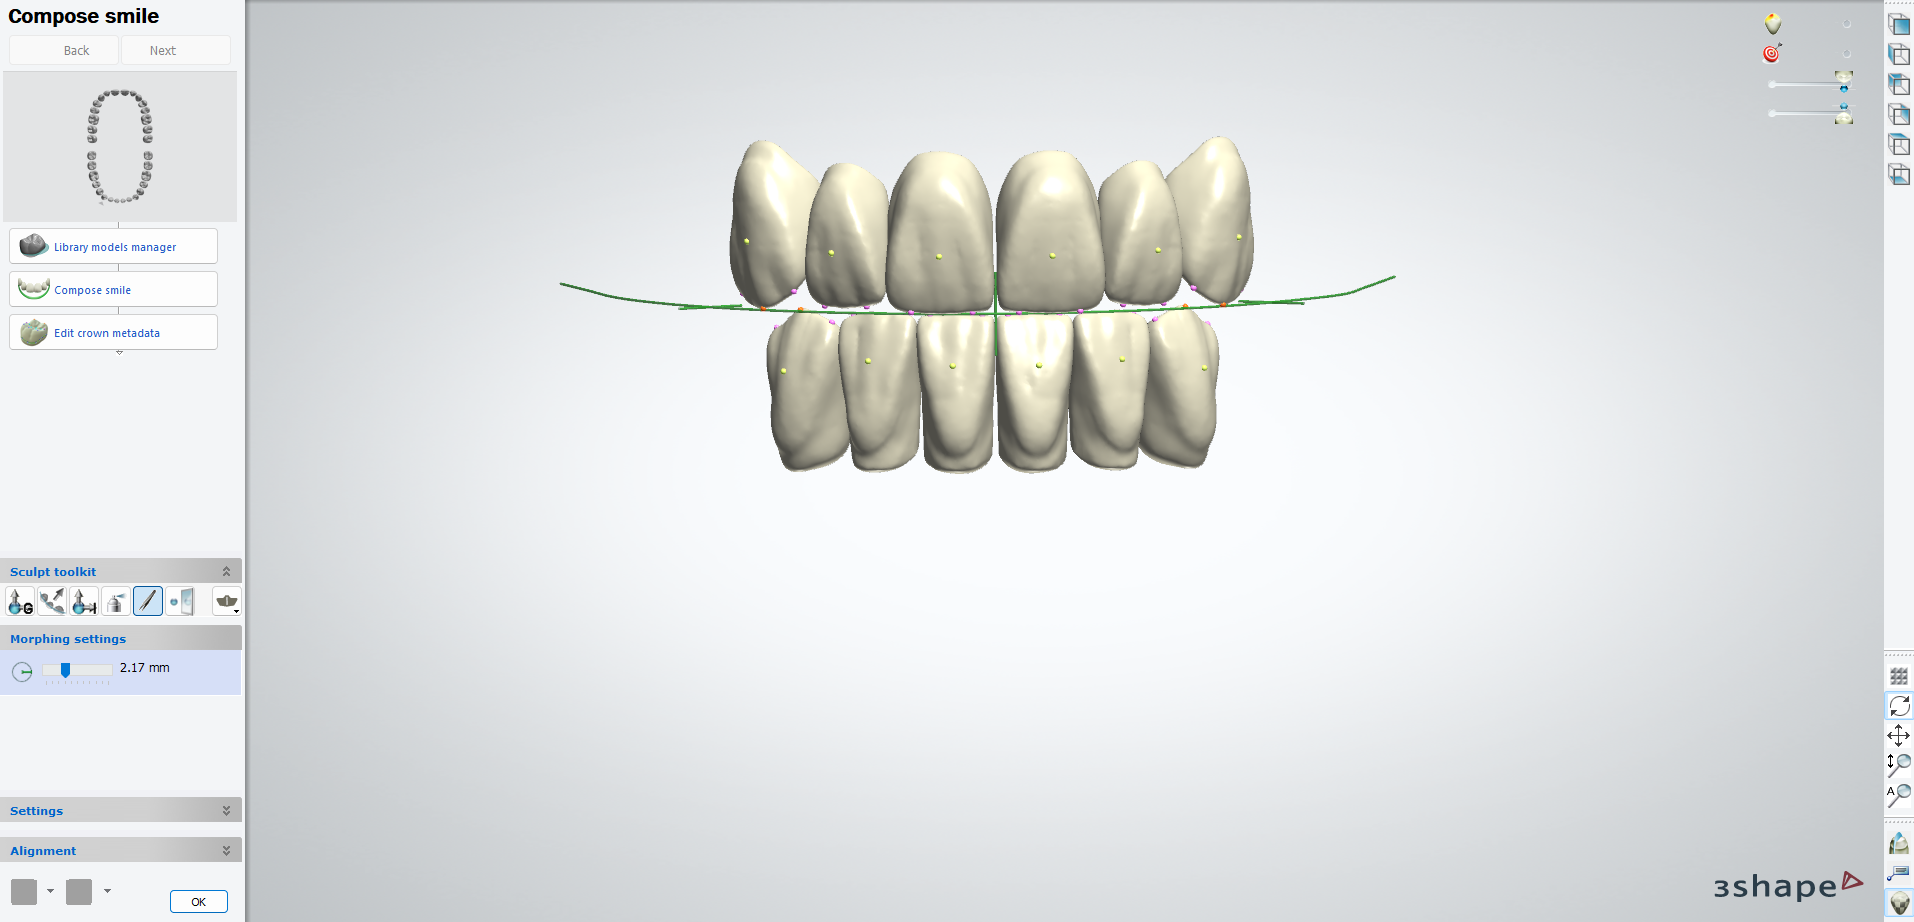 Compose smile
Back
Next
Library models manager
Compose smile
Edit crown metadata
Sculpt toolkit
G
H
Morphing settings
2.17 mm
Settings
Alignment
OK
A
3shape